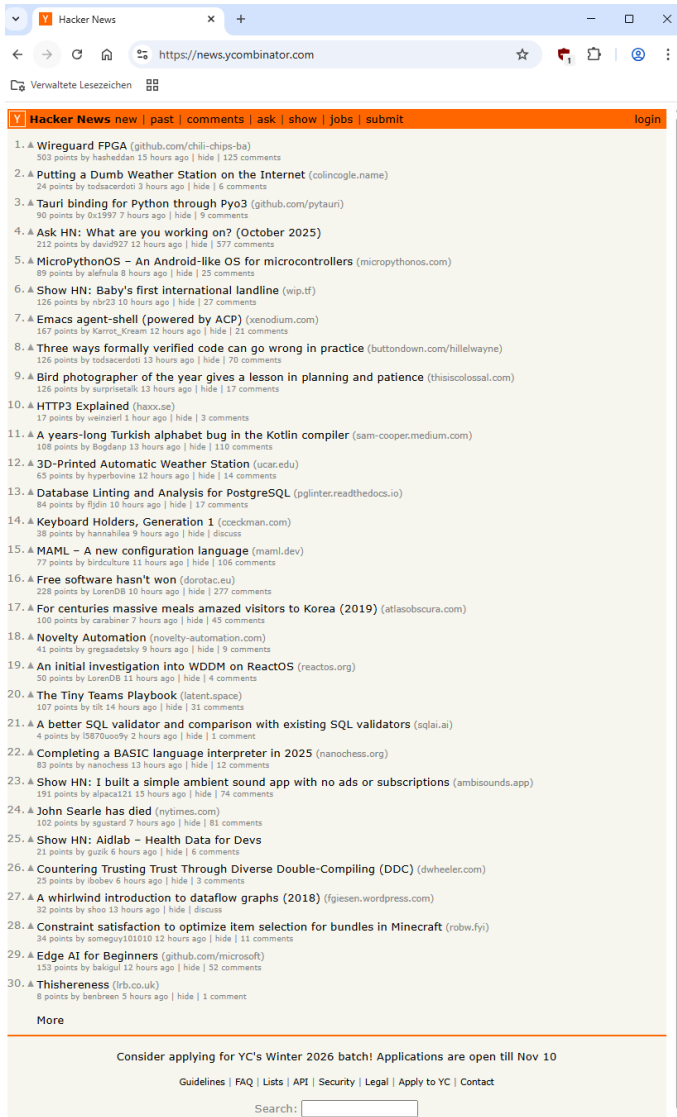 Hacker News
https://news.ycombinator.com
1
Verwaltete Lesezeichen
Y Hacker News new | past | comments | ask | show | jobs | submit login
1. Wireguard FPGA (github.com/chili-chips-ba)
503 points by hasheddan 15 hours ago | hide | 125 comments
2. Putting a Dumb Weather Station on the Internet (colincogle.name)
24 points by todsacerdoti 3 hours ago | hide | 6 comments
3. Tauri binding for Python through Pyo3 (github.com/pytauri)
90 points by 0x1997 7 hours ago | hide | 9 comments
4. Ask HN: What are you working on? (October 2025)
212 points by david927 12 hours ago | hide | 577 comments
5. MicroPythonOS – An Android-like OS for microcontrollers (micropythonos.com)
89 points by alefnula 8 hours ago | hide | 25 comments
6. Show HN: Baby's first international landline (wip.tf)
126 points by nbr23 10 hours ago | hide | 27 comments
7. Emacs agent-shell (powered by ACP) (xenodium.com)
167 points by Karrot_Kream 12 hours ago | hide | 21 comments
8. Three ways formally verified code can go wrong in practice (buttondown.com/hillelwayne)
126 points by todsacerdoti 13 hours ago | hide | 70 comments
9. Bird photographer of the year gives a lesson in planning and patience (thisiscolossal.com)
126 points by surprisetalk 13 hours ago | hide | 17 comments
10. HTTP3 Explained (haxx.se)
17 points by weinzierl 1 hour ago | hide | 3 comments
11. A years-long Turkish alphabet bug in the Kotlin compiler (sam-cooper.medium.com)
108 points by Bogdanp 13 hours ago | hide | 110 comments
12. 3D-Printed Automatic Weather Station (ucar.edu)
65 points by hyperbovine 12 hours ago | hide | 14 comments
13. Database Linting and Analysis for PostgreSQL (pglinter.readthedocs.io)
84 points by fljdin 10 hours ago | hide | 17 comments
14. Keyboard Holders, Generation 1 (cceckman.com)
38 points by hannahilea 9 hours ago | hide | discuss
15. MAML – A new configuration language (maml.dev)
77 points by birdculture 11 hours ago | hide | 106 comments
16. Free software hasn't won (dorotac.eu)
228 points by LorenDB 10 hours ago | hide | 277 comments
17. For centuries massive meals amazed visitors to Korea (2019) (atlasobscura.com)
100 points by carabiner 7 hours ago | hide | 45 comments
18. Novelty Automation (novelty-automation.com)
41 points by gregsadetsky 9 hours ago | hide | 9 comments
19. An initial investigation into WDDM on ReactOS (reactos.org)
50 points by LorenDB 11 hours ago | hide | 4 comments
20. The Tiny Teams Playbook (latent.space)
107 points by tilt 14 hours ago | hide | 31 comments
21. A better SQL validator and comparison with existing SQL validators (sqlai.ai)
4 points by l5870uoo9y 2 hours ago | hide | 1 comment
22. Completing a BASIC language interpreter in 2025 (nanochess.org)
83 points by nanochess 13 hours ago | hide | 12 comments
23. Show HN: I built a simple ambient sound app with no ads or subscriptions (ambisounds.app)
191 points by alpaca121 15 hours ago | hide | 74 comments
24. John Searle has died (nytimes.com)
102 points by sgustard 7 hours ago | hide | 81 comments
25. Show HN: Aidlab – Health Data for Devs
21 points by guzik 6 hours ago | hide | 6 comments
26. Countering Trusting Trust Through Diverse Double-Compiling (DDC) (dwheeler.com)
25 points by ibobev 6 hours ago | hide | 3 comments
27. A whirlwind introduction to dataflow graphs (2018) (fgiesen.wordpress.com)
32 points by shoo 13 hours ago | hide | discuss
28. Constraint satisfaction to optimize item selection for bundles in Minecraft (robw.fyi)
34 points by someguy101010 12 hours ago | hide | 11 comments
29. Edge AI for Beginners (github.com/microsoft)
153 points by bakigul 12 hours ago | hide | 52 comments
30. Thishereness (lrb.co.uk)
8 points by benbreen 5 hours ago | hide | 1 comment
More
Consider applying for YC's Winter 2026 batch! Applications are open till Nov 10
Guidelines | FAQ | Lists | API | Security | Legal | Apply to YC | Contact
Search: